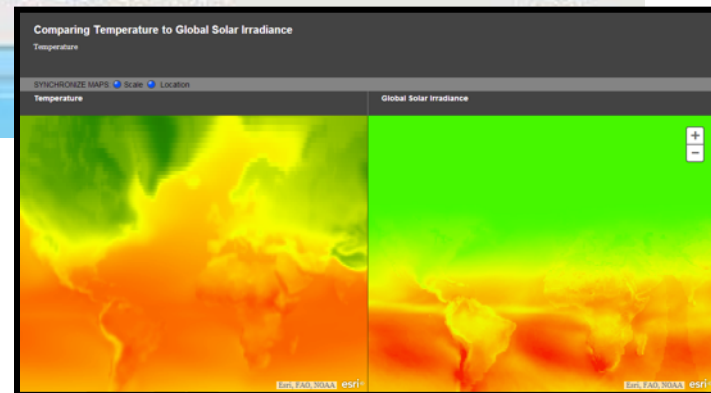 Comparing Temperature to Global Solar Irradiance
Temperature
SYNCHRONIZE MAPS: Scale Location
Temperature
Global Solar Irradiance
+
−
Esri, FAO, NOAA esri
Esri, FAO, NOAA esri